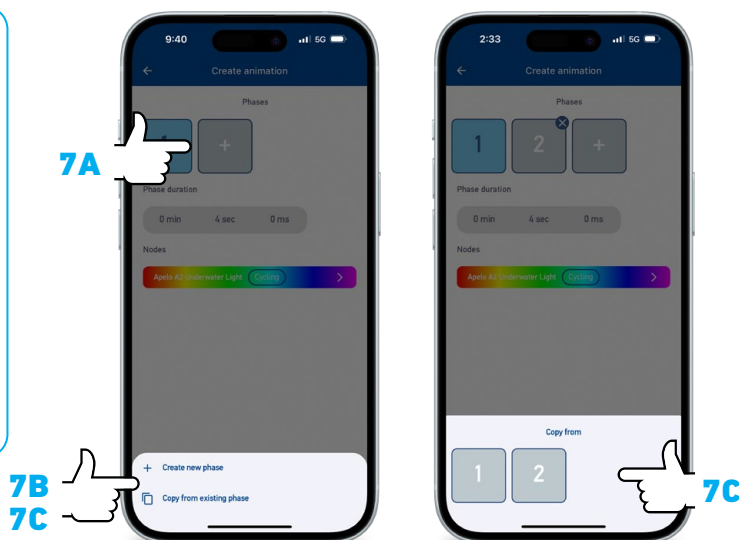 9:40
5G
Create animation
Phases
+
7A
Phase duration
0 min 4 sec 0 ms
Nodes
Apelo A2 Underwater Light Cycling
+ Create new phase
Copy from existing phase
7B
7C
2:33
5G
Create animation
Phases
1 2 +
Phase duration
0 min 4 sec 0 ms
Nodes
Apelo A2 Underwater Light Cycling
Copy from
1 2
7C